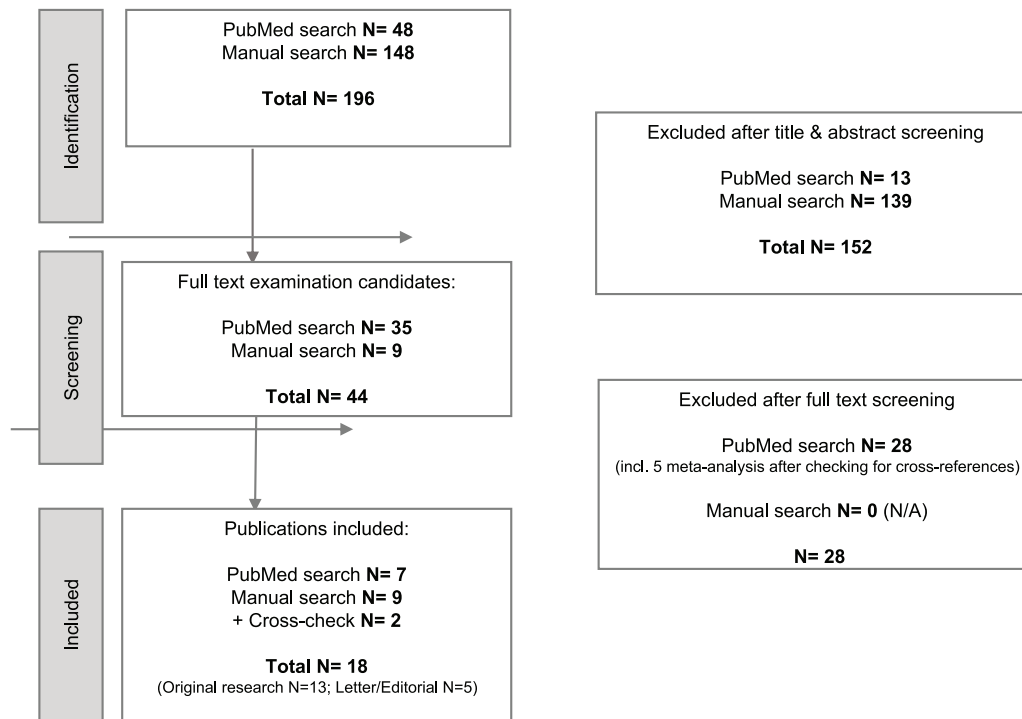 Identification
PubMed search N= 48
Manual search N= 148
Total N= 196
Excluded after title & abstract screening
PubMed search N= 13
Manual search N= 139
Total N= 152
Screening
Full text examination candidates:
PubMed search N= 35
Manual search N= 9
Total N= 44
Excluded after full text screening
PubMed search N= 28
(incl. 5 meta-analysis after checking for cross-references)
Manual search N= 0 (N/A)
N= 28
Included
Publications included:
PubMed search N= 7
Manual search N= 9
+ Cross-check N= 2
Total N= 18
(Original research N=13; Letter/Editorial N=5)